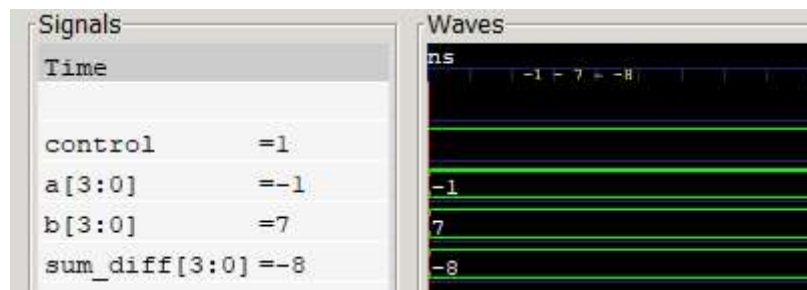 Signals
Waves
Time
ns
-1 - 7 = -8
control =1
a[3:0] =-1
-1
b[3:0] =7
7
sum_diff[3:0] =-8
-8